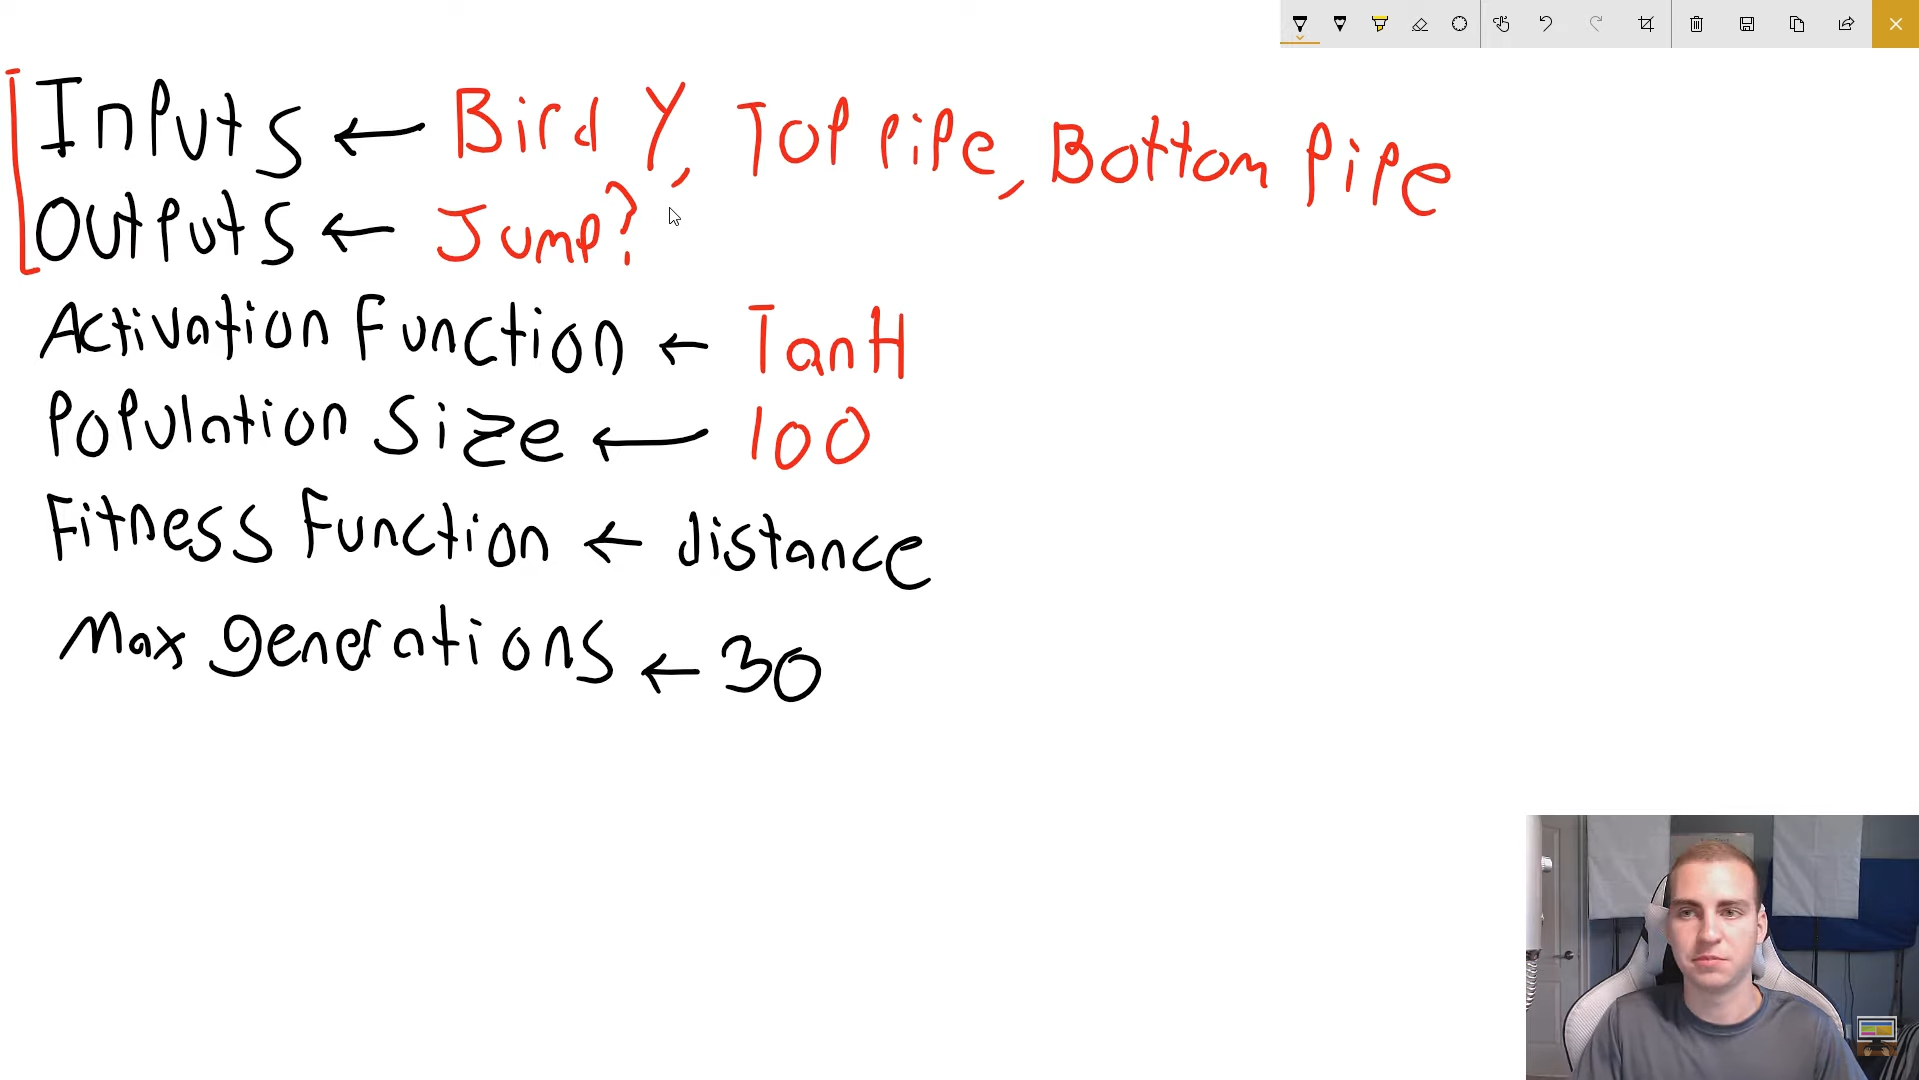 Inputs ← Bird Y, Top pipe, Bottom pipe
Outputs ← Jump?
Activation Function ← TanH
Population Size ← 100
Fitness Function ← distance
Max generations ← 30